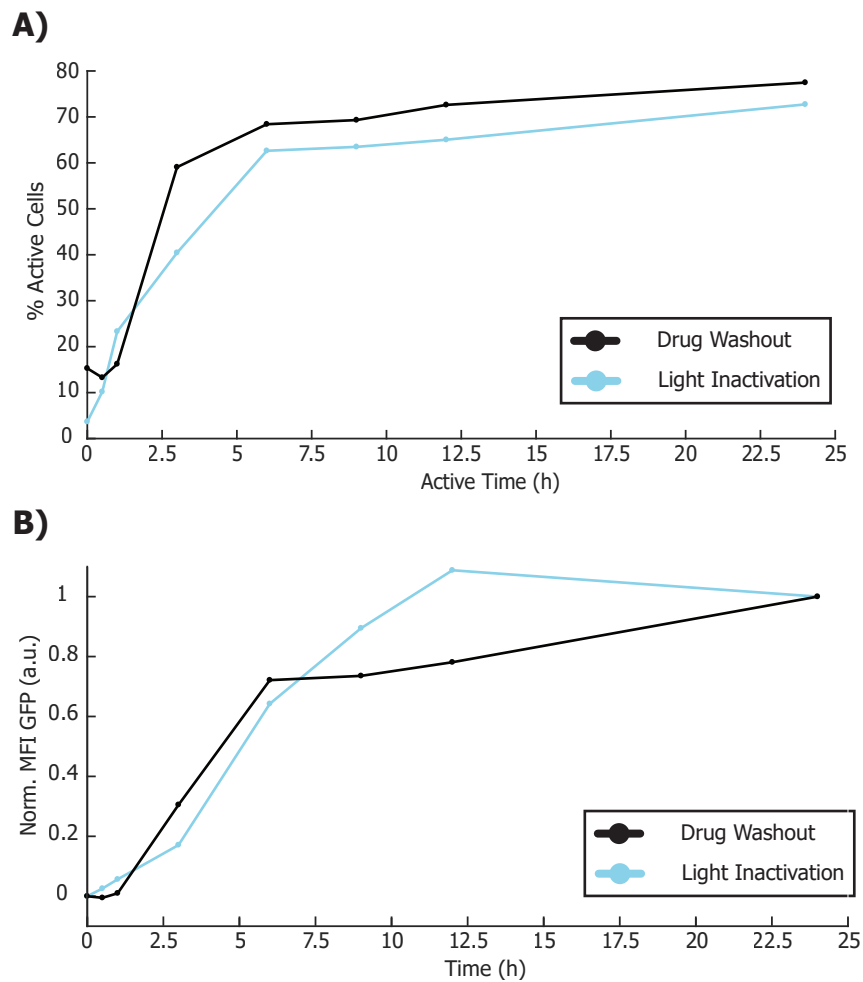 A)
80
70
60
50
40
30
20
10
0
% Active Cells
0 2.5 5 7.5 10 12.5 15 17.5 20 22.5 25
Active Time (h)
Drug Washout
Light Inactivation
B)
1
0.8
0.6
0.4
0.2
0
Norm. MFI GFP (a.u.)
0 2.5 5 7.5 10 12.5 15 17.5 20 22.5 25
Time (h)
Drug Washout
Light Inactivation